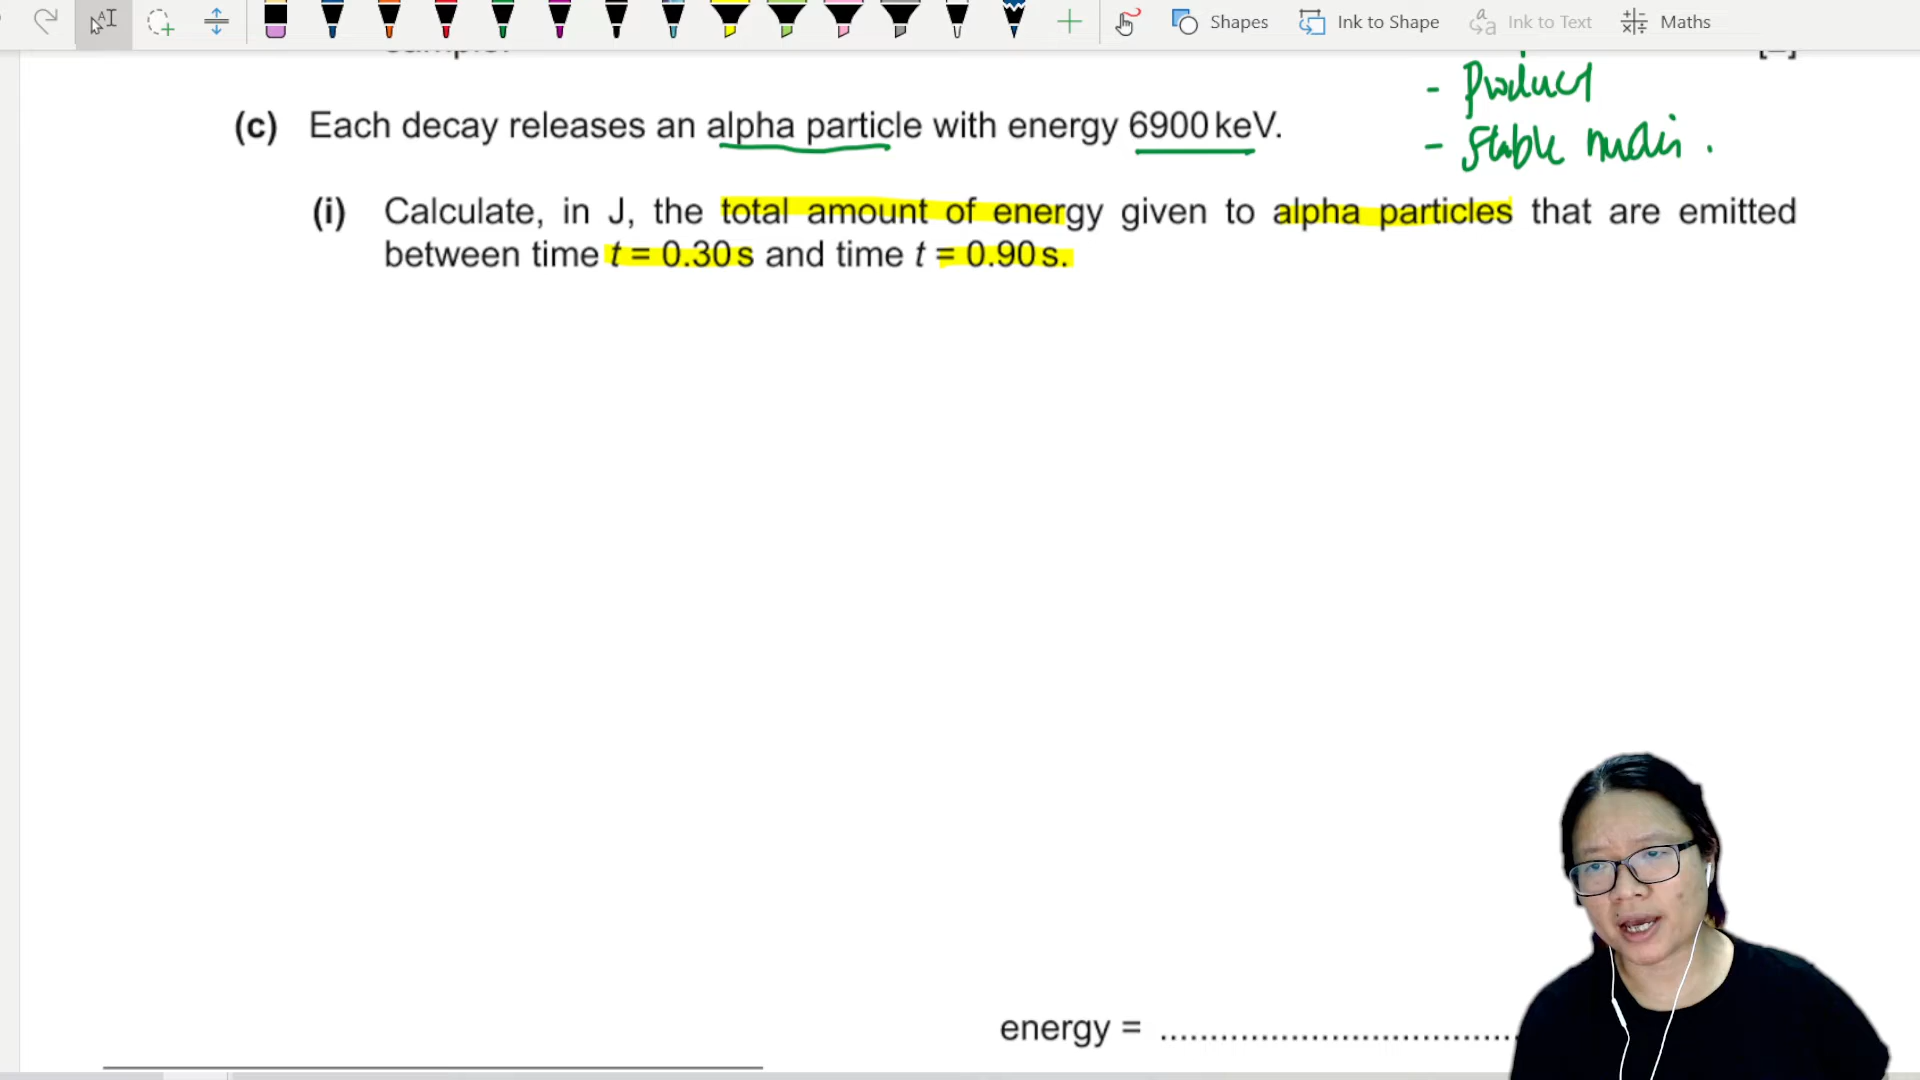 Shapes Ink to Shape Ink to Text Maths
- Product
(c) Each decay releases an alpha particle with energy 6900 keV.
- Stable nuclei.
(i) Calculate, in J, the total amount of energy given to alpha particles that are emitted
between time t = 0.30 s and time t = 0.90 s.
energy = ....................................